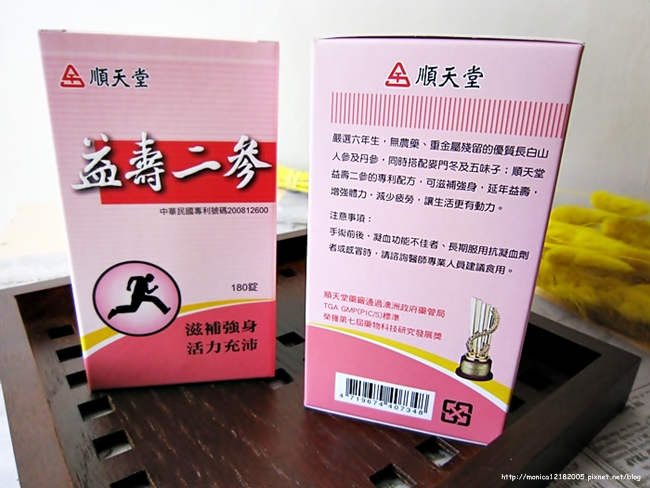 順天堂
益壽二參
中華民國專利號碼200812600
180錠
滋補強身
活力充沛
順天堂
嚴選六年生，無農藥、重金屬殘留的優質長白山
人參及丹參，同時搭配麥門冬及五味子；順天堂
益壽二參的專利配方，可滋補強身，延年益壽，
增強體力，減少疲勞，讓生活更有動力。
注意事項：
手術前後，凝血功能不佳者、長期服用抗凝血劑
者或感冒時，請諮詢醫師專業人員建議食用。
順天堂藥廠通過澳洲政府藥管局
TGA GMP(PIC/S)標準
榮獲第七屆藥物科技研究發展獎
4 719674 407348
http://monica12182005.pixnet.net/blog